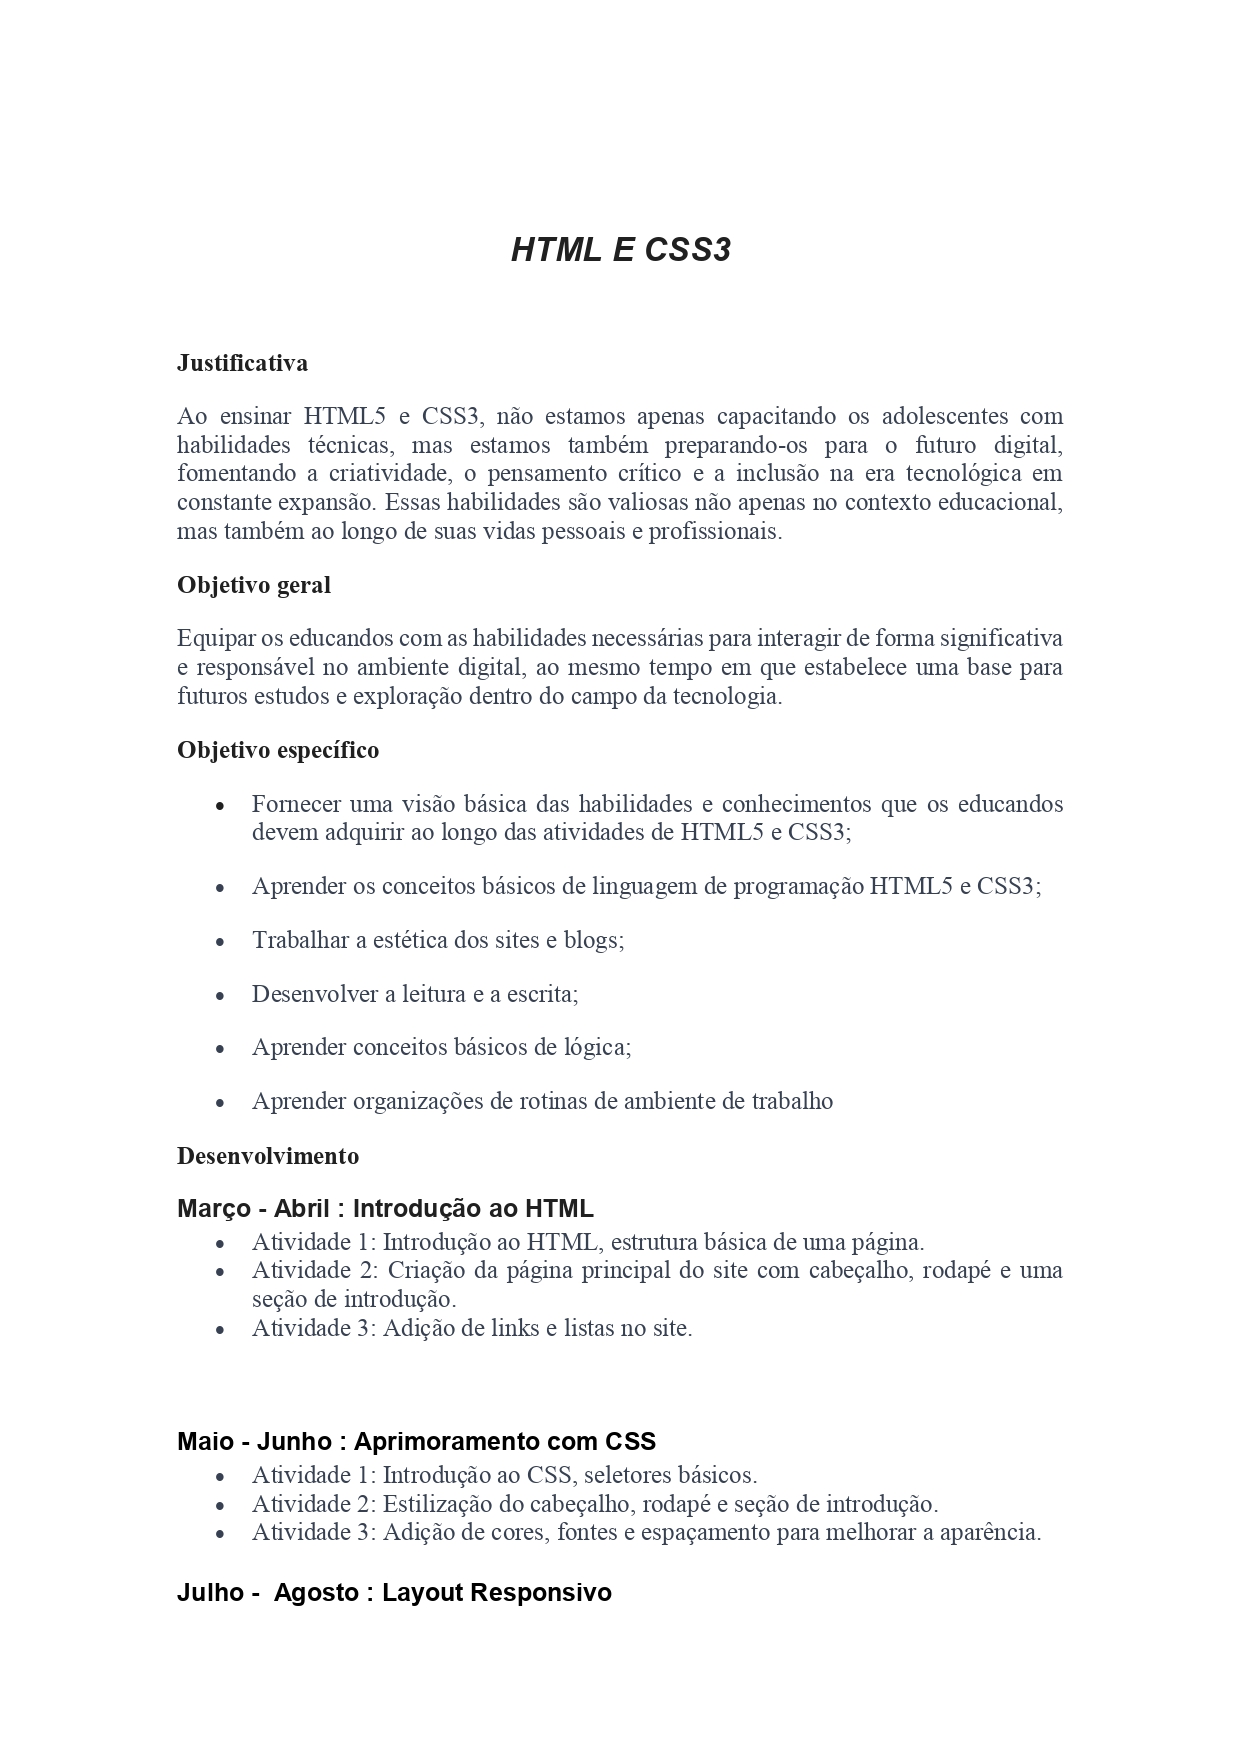 HTML E CSS3
Justificativa
Ao ensinar HTML5 e CSS3, não estamos apenas capacitando os adolescentes com
habilidades técnicas, mas estamos também preparando-os para o futuro digital,
fomentando a criatividade, o pensamento crítico e a inclusão na era tecnológica em
constante expansão. Essas habilidades são valiosas não apenas no contexto educacional,
mas também ao longo de suas vidas pessoais e profissionais.
Objetivo geral
Equipar os educandos com as habilidades necessárias para interagir de forma significativa
e responsável no ambiente digital, ao mesmo tempo em que estabelece uma base para
futuros estudos e exploração dentro do campo da tecnologia.
Objetivo específico
• Fornecer uma visão básica das habilidades e conhecimentos que os educandos
devem adquirir ao longo das atividades de HTML5 e CSS3;
• Aprender os conceitos básicos de linguagem de programação HTML5 e CSS3;
• Trabalhar a estética dos sites e blogs;
• Desenvolver a leitura e a escrita;
• Aprender conceitos básicos de lógica;
• Aprender organizações de rotinas de ambiente de trabalho
Desenvolvimento
Março - Abril : Introdução ao HTML
• Atividade 1: Introdução ao HTML, estrutura básica de uma página.
• Atividade 2: Criação da página principal do site com cabeçalho, rodapé e uma
seção de introdução.
• Atividade 3: Adição de links e listas no site.
Maio - Junho : Aprimoramento com CSS
• Atividade 1: Introdução ao CSS, seletores básicos.
• Atividade 2: Estilização do cabeçalho, rodapé e seção de introdução.
• Atividade 3: Adição de cores, fontes e espaçamento para melhorar a aparência.
Julho -  Agosto : Layout Responsivo